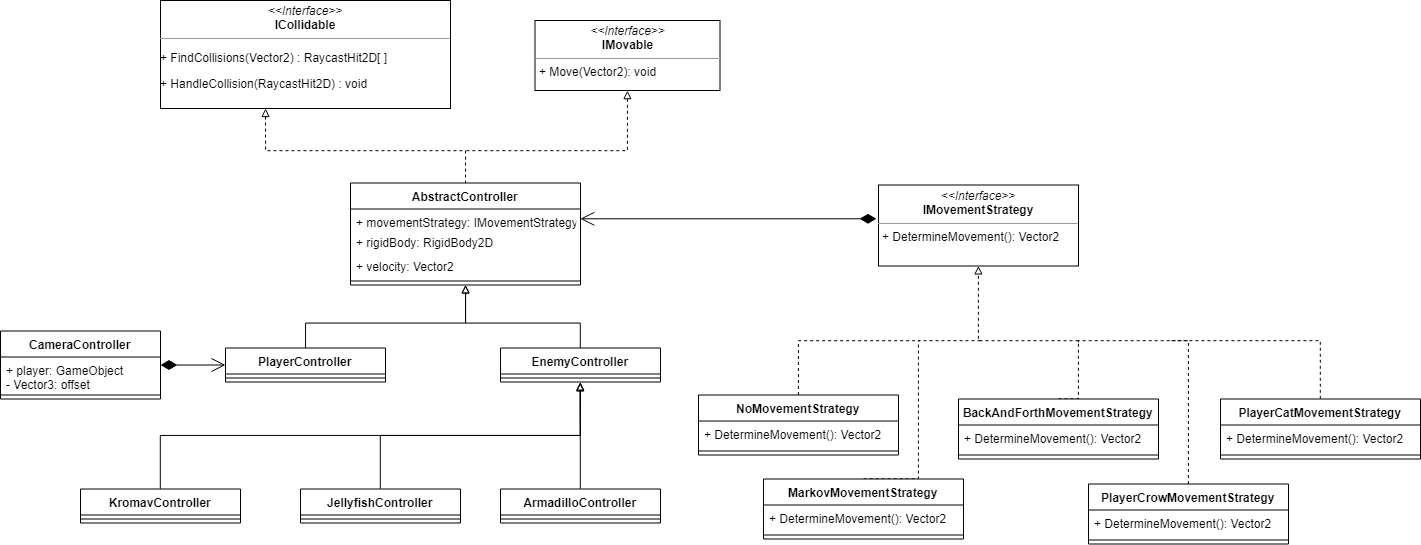 <<Interface>>
ICollidable
+ FindCollisions(Vector2) : RaycastHit2D[ ]
+ HandleCollision(RaycastHit2D) : void
<<Interface>>
IMovable
+ Move(Vector2): void
AbstractController
+ movementStrategy: IMovementStrategy
+ rigidBody: RigidBody2D
+ velocity: Vector2
<<Interface>>
IMovementStrategy
+ DetermineMovement(): Vector2
CameraController
+ player: GameObject
- Vector3: offset
PlayerController
EnemyController
KromavController
JellyfishController
ArmadilloController
NoMovementStrategy
+ DetermineMovement(): Vector2
BackAndForthMovementStrategy
+ DetermineMovement(): Vector2
PlayerCatMovementStrategy
+ DetermineMovement(): Vector2
MarkovMovementStrategy
+ DetermineMovement(): Vector2
PlayerCrowMovementStrategy
+ DetermineMovement(): Vector2